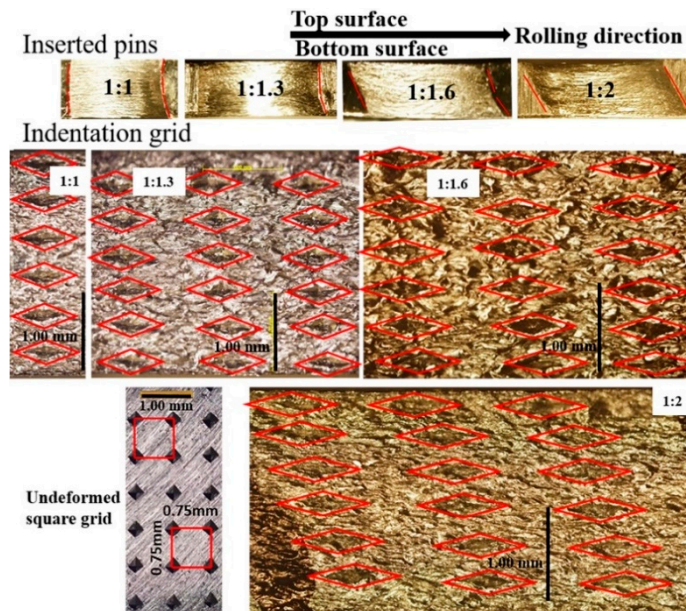 Top surface
Inserted pins
Bottom surface
Rolling direction
1:1
1:1.3
1:1.6
1:2
Indentation grid
1:1
1:1.3
1:1.6
1.00 mm
1.00 mm
1.00 mm
1.00 mm
1:2
Undeformed
square grid
0.75mm
0.75mm
1.00 mm